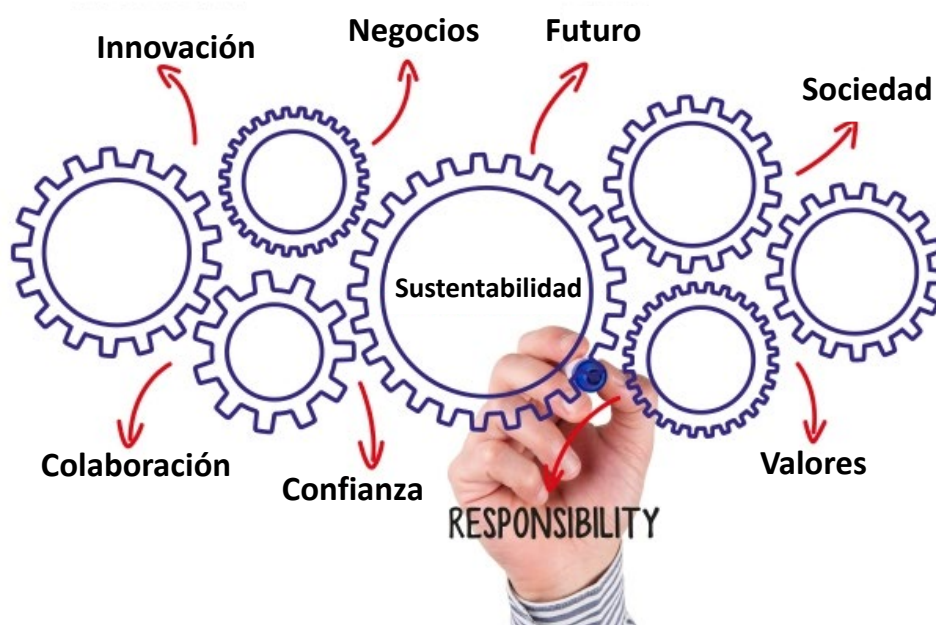 Negocios
Futuro
Innovación
Sociedad
Sustentabilidad
Colaboración
Confianza
Valores
RESPONSIBILITY